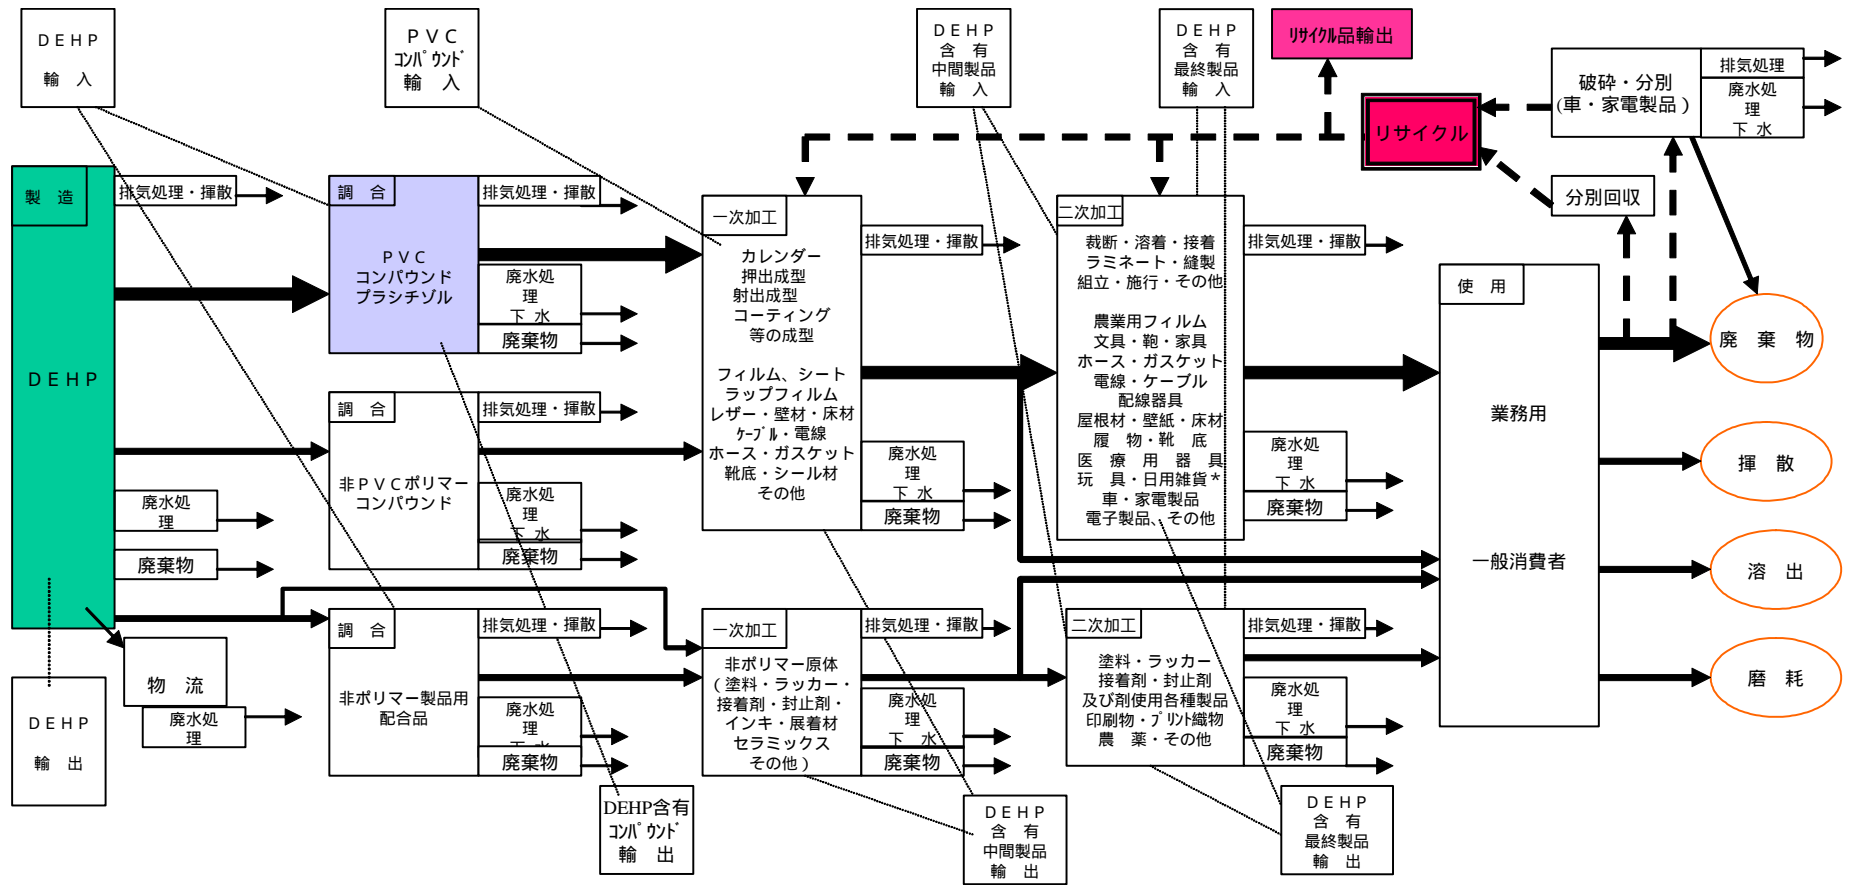 ＤＥＨＰ
輸　入
ＰＶＣ
ｺﾝﾊﾟｳﾝﾄﾞ
輸　入
ＤＥＨＰ
含　有
中間製品
輸　入
ＤＥＨＰ
含　有
最終製品
輸　入
ﾘｻｲｸﾙ品輸出
リサイクル
破砕・分別
(車・家電製品）
排気処理
廃水処
理
下 水
分別回収
製　造
ＤＥＨＰ
排気処理・揮散
廃水処
理
廃棄物
物　流
廃水処
理
ＤＥＨＰ
輸　出
調　合
ＰＶＣ
コンパウンド
プラシチゾル
排気処理・揮散
廃水処
理
下 水
廃棄物
調　合
非ＰＶＣポリマー
コンパウンド
排気処理・揮散
廃水処
理
下 水
廃棄物
調　合
非ポリマー製品用
配合品
排気処理・揮散
廃水処
理
下 水
廃棄物
DEHP含有
ｺﾝﾊﾟｳﾝﾄﾞ
輸　出
一次加工
カレンダー
押出成型
射出成型
コーティング
等の成型
フィルム、シート
ラップフィルム
レザー・壁材・床材
ｹｰﾌﾞﾙ・電線
ホース・ガスケット
靴底・シール材
その他
排気処理・揮散
廃水処
理
下 水
廃棄物
一次加工
非ポリマー原体
（塗料・ラッカー・
接着剤・封止剤・
インキ・展着材
セラミックス
その他）
排気処理・揮散
廃水処
理
下 水
廃棄物
ＤＥＨＰ
含　有
中間製品
輸　出
二次加工
裁断・溶着・接着
ラミネート・縫製
組立・施行・その他
農業用フィルム
文具・鞄・家具
ホース・ガスケット
電線・ケーブル
配線器具
屋根材・壁紙・床材
履　物・靴　底
医　療　用　器　具
玩　具・日用雑貨＊
車・家電製品
電子製品、その他
排気処理・揮散
廃水処
理
下 水
廃棄物
二次加工
塗料・ラッカー
接着剤・封止剤
及び剤使用各種製品
印刷物・ﾌﾟﾘﾝﾄ織物
農　薬・その他
排気処理・揮散
廃水処
理
下 水
廃棄物
ＤＥＨＰ
含　有
最終製品
輸　出
使　用
業務用
一般消費者
廃　棄　物
揮　散
溶　出
磨　耗